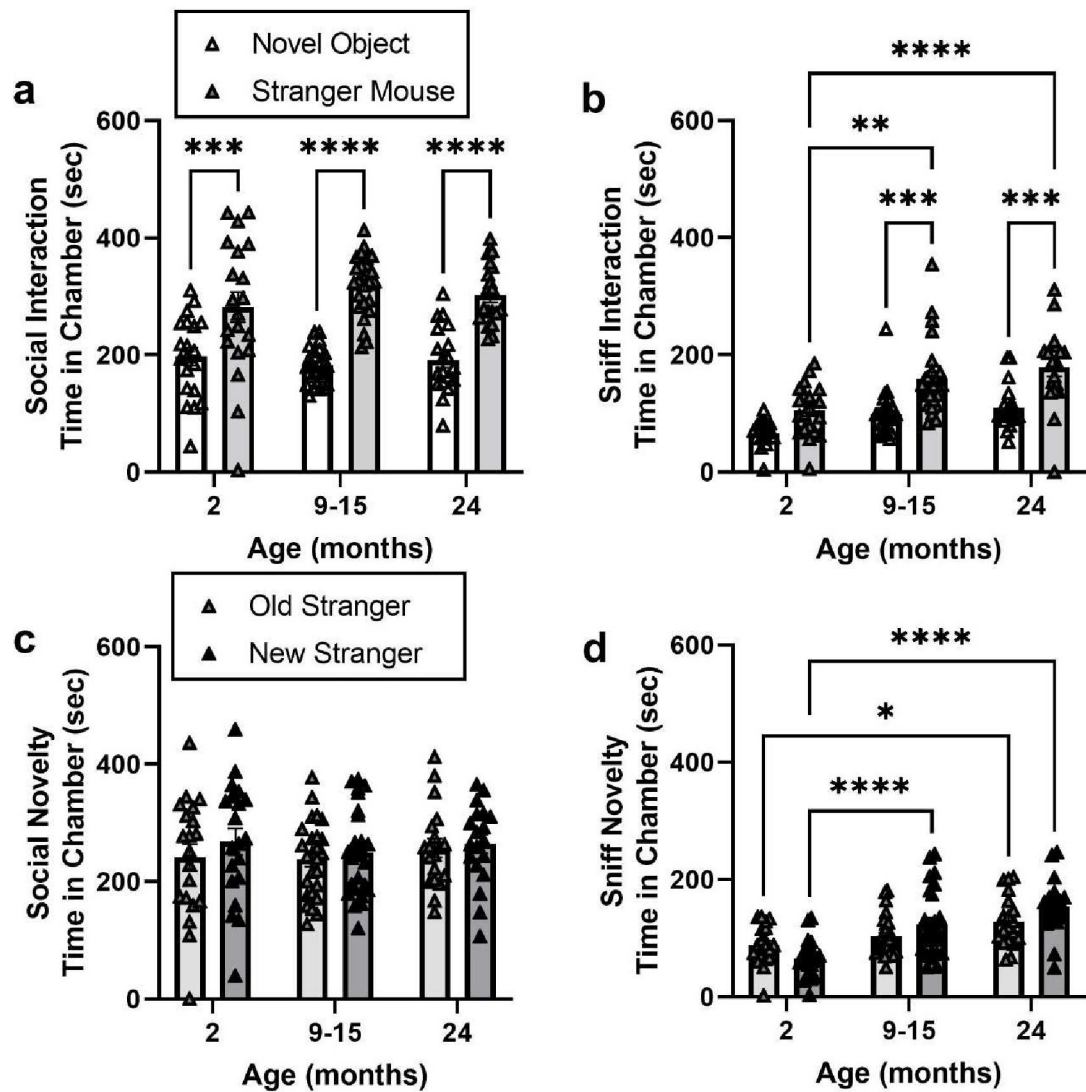 Novel Object
Stranger Mouse
a
Social Interaction
Time in Chamber (sec)
600
400
200
0
***
****
****
2
9-15
24
Age (months)
b
Sniff Interaction
Time in Chamber (sec)
600
400
200
0
****
**
***
***
2
9-15
24
Age (months)
Old Stranger
New Stranger
c
Social Novelty
Time in Chamber (sec)
600
400
200
0
2
9-15
24
Age (months)
d
Sniff Novelty
Time in Chamber (sec)
600
400
200
0
****
*
****
2
9-15
24
Age (months)